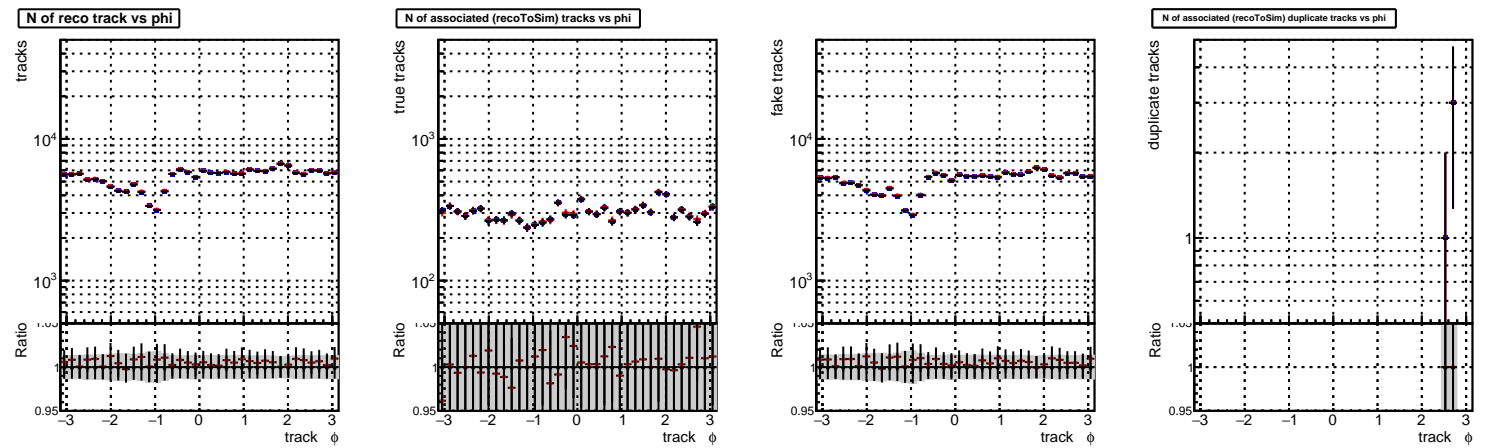 N of reco track vs phi
tracks
10⁴
10³
Ratio
1
0.95
−3 −2 −1 0 1 2 3
track ϕ
N of associated (recoToSim) tracks vs phi
true tracks
10³
10²
Ratio
1
0.95
−3 −2 −1 0 1 2 3
track ϕ
fake tracks
10⁴
10³
Ratio
1
0.95
−3 −2 −1 0 1 2 3
track ϕ
N of associated (recoToSim) duplicate tracks vs phi
duplicate tracks
1
Ratio
1
0.95
−3 −2 −1 0 1 2 3
track ϕ